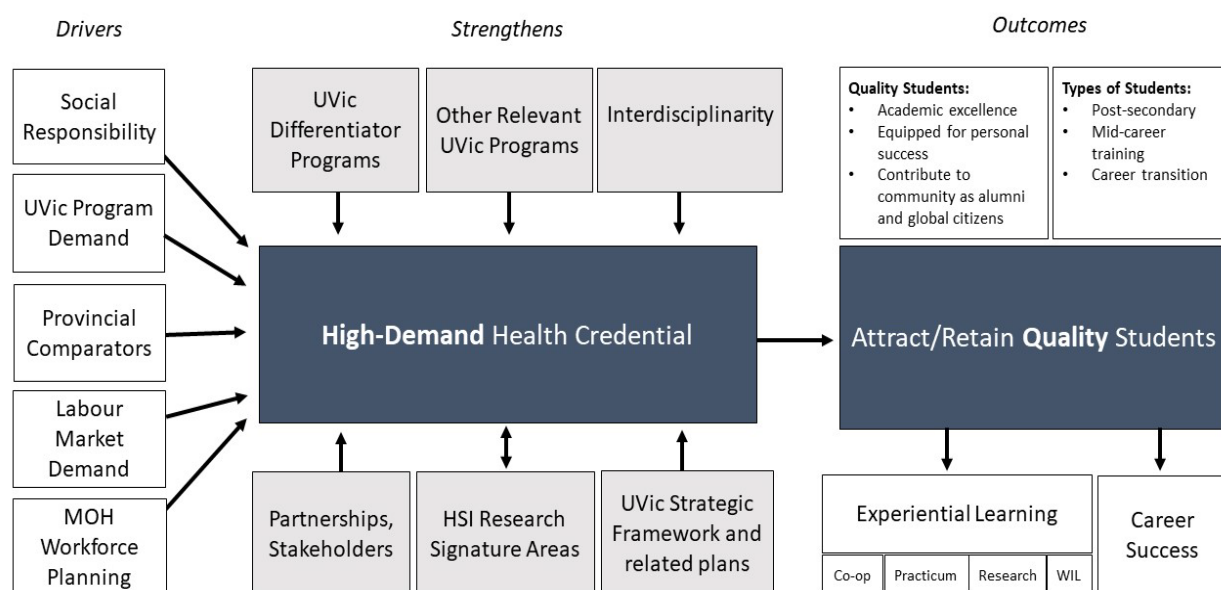 Drivers
Social
Responsibility
UVic Program
Demand
Provincial
Comparators
Labour
Market
Demand
MOH
Workforce
Planning
Strengthens
UVic
Differentiator
Programs
Other Relevant
UVic Programs
Interdisciplinarity
High-Demand Health Credential
Partnerships,
Stakeholders
HSI Research
Signature Areas
UVic Strategic
Framework and
related plans
Outcomes
Quality Students:
• Academic excellence
• Equipped for personal
success
• Contribute to
community as alumni
and global citizens
Types of Students:
• Post-secondary
• Mid-career
training
• Career transition
Attract/Retain Quality Students
Experiential Learning
Co-op
Practicum
Research
WIL
Career
Success